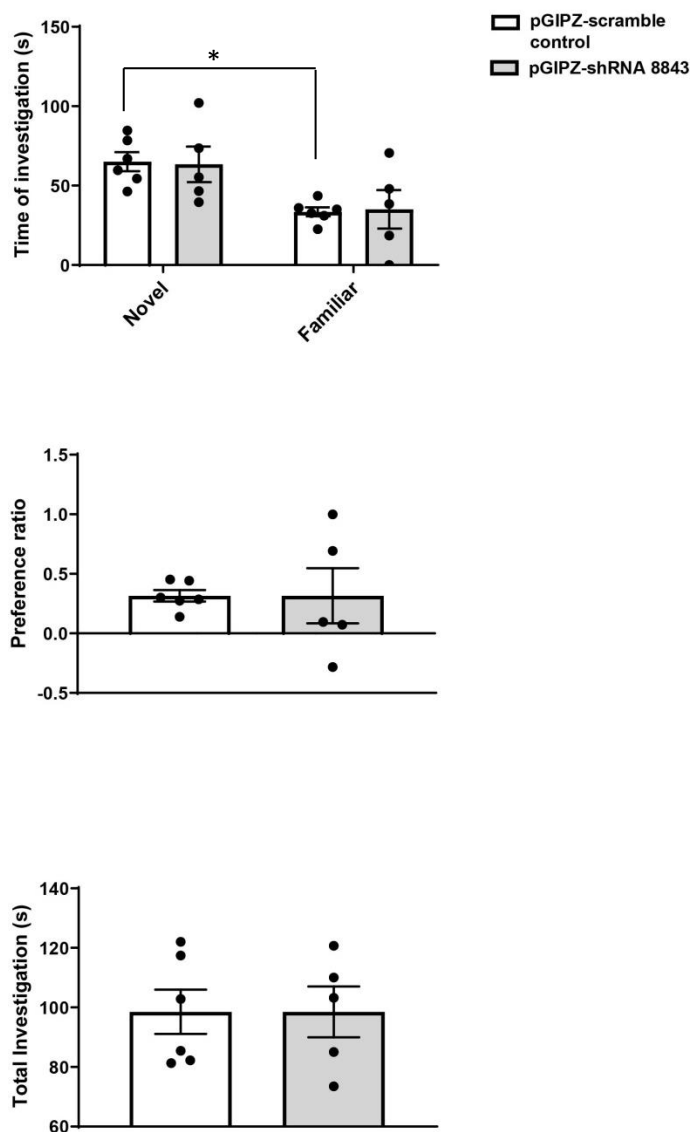 pGIPZ-scramble
control
pGIPZ-shRNA 8843
Time of investigation (s)
150
100
50
0
*
Novel
Familiar
Preference ratio
1.5
1.0
0.5
0.0
-0.5
Total Investigation (s)
140
120
100
80
60